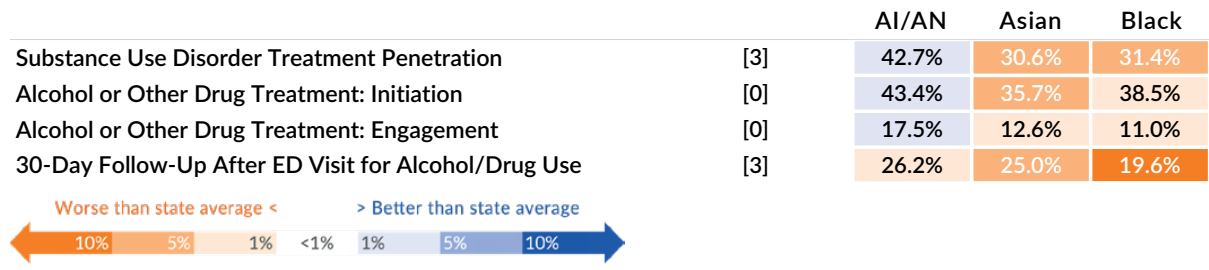 AI/AN Asian Black
Substance Use Disorder Treatment Penetration [3] 42.7% 30.6% 31.4%
Alcohol or Other Drug Treatment: Initiation [0] 43.4% 35.7% 38.5%
Alcohol or Other Drug Treatment: Engagement [0] 17.5% 12.6% 11.0%
30-Day Follow-Up After ED Visit for Alcohol/Drug Use [3] 26.2% 25.0% 19.6%
Worse than state average < > Better than state average
10% 5% 1% <1% 1% 5% 10%